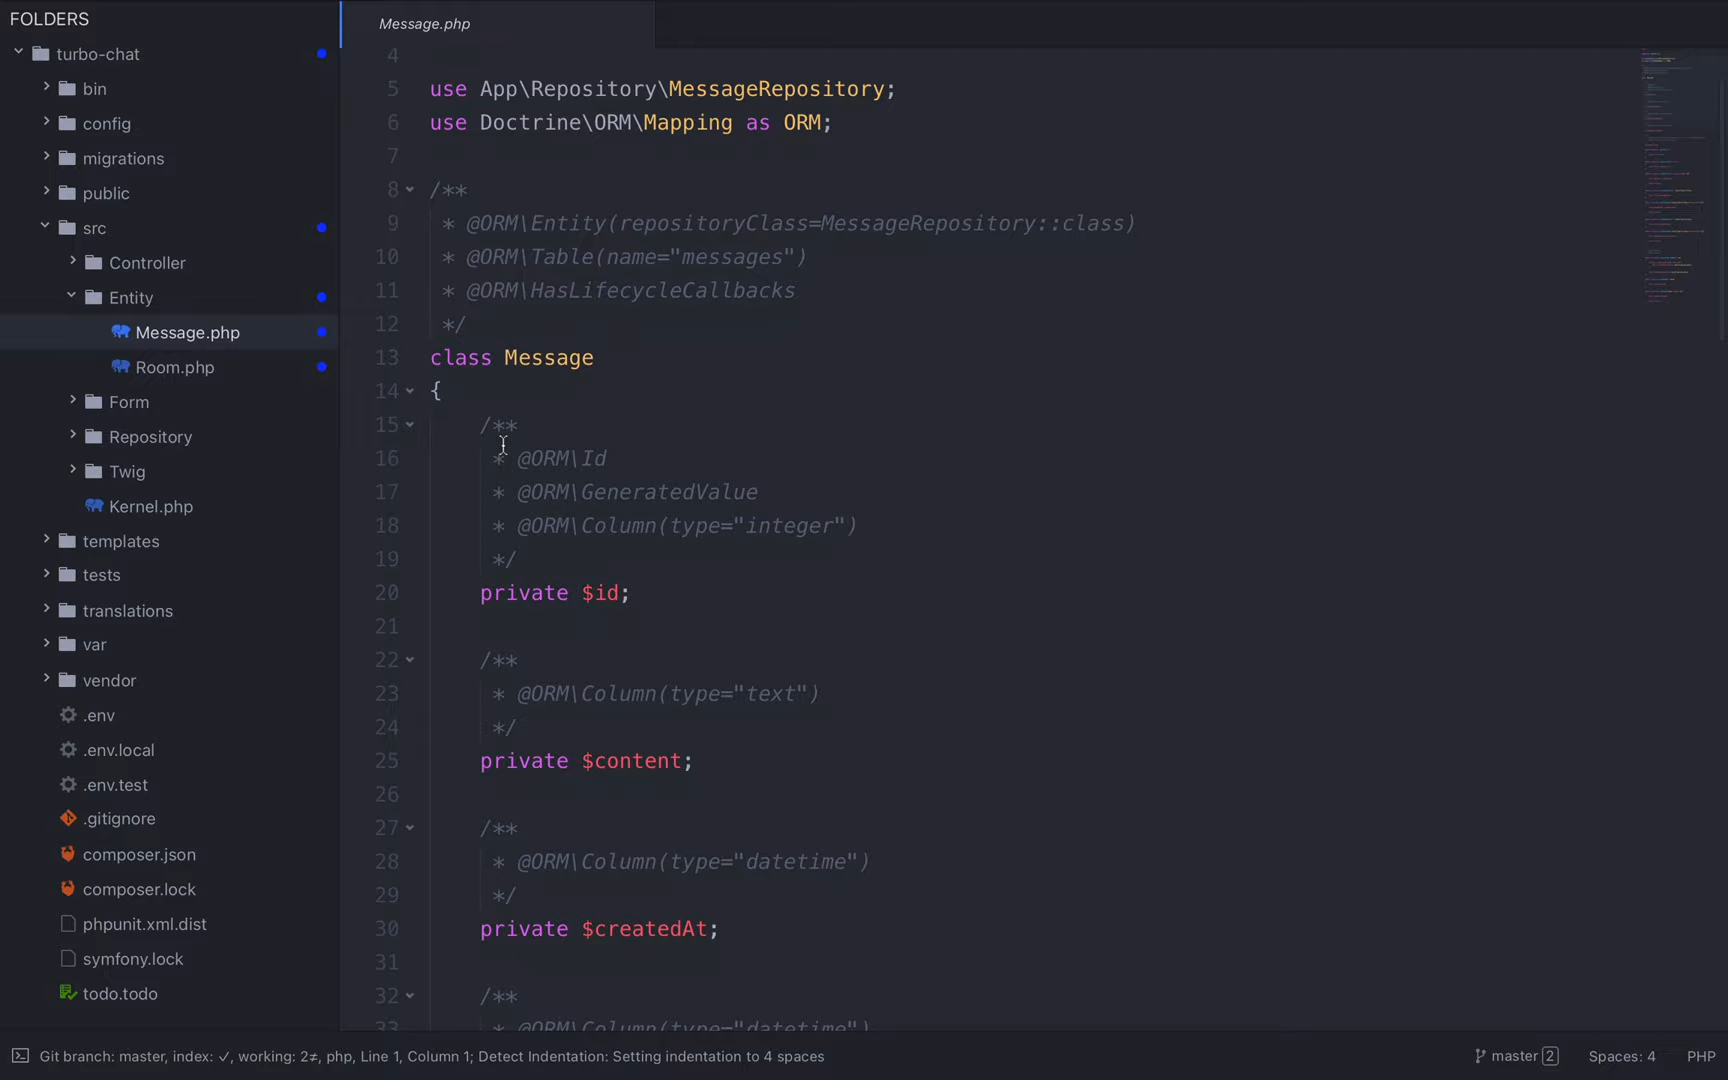 FOLDERS
turbo-chat
bin
config
migrations
public
src
Controller
Entity
Message.php
Room.php
Form
Repository
Twig
Kernel.php
templates
tests
translations
var
vendor
.env
.env.local
.env.test
.gitignore
composer.json
composer.lock
phpunit.xml.dist
symfony.lock
todo.todo
Message.php
4
5 use App\Repository\MessageRepository;
6 use Doctrine\ORM\Mapping as ORM;
7
8 /**
9 * @ORM\Entity(repositoryClass=MessageRepository::class)
10 * @ORM\Table(name="messages")
11 * @ORM\HasLifecycleCallbacks
12 */
13 class Message
14 {
15 /**
16 * @ORM\Id
17 * @ORM\GeneratedValue
18 * @ORM\Column(type="integer")
19 */
20 private $id;
21
22 /**
23 * @ORM\Column(type="text")
24 */
25 private $content;
26
27 /**
28 * @ORM\Column(type="datetime")
29 */
30 private $createdAt;
31
32 /**
33 * @ORM\Column(type="datetime")
Git branch: master, index: ✓, working: 2≠, php, Line 1, Column 1; Detect Indentation: Setting indentation to 4 spaces
master 2
Spaces: 4
PHP